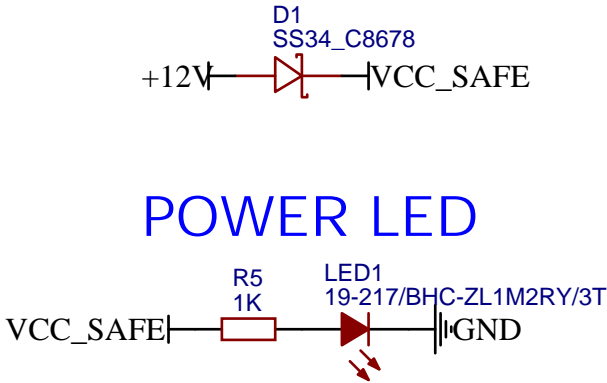 D1
SS34_C8678
+12V VCC_SAFE
POWER LED
R5 LED1
1K 19-217/BHC-ZL1M2RY/3T
VCC_SAFE GND